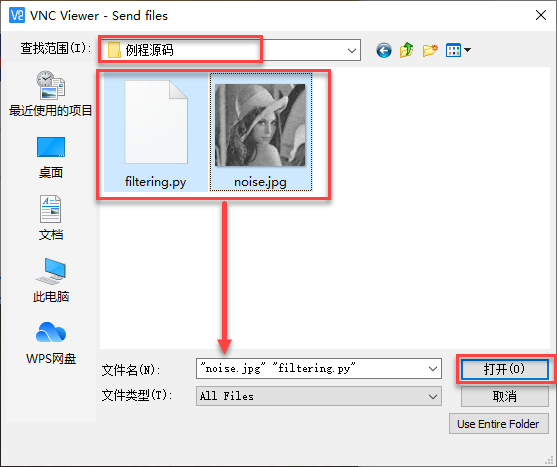 VNC Viewer - Send files
查找范围(I):
例程源码
最近使用的项目
桌面
文档
此电脑
WPS网盘
filtering.py
noise.jpg
文件名(N):
"noise.jpg" "filtering.py"
打开(O)
文件类型(T):
All Files
取消
Use Entire Folder